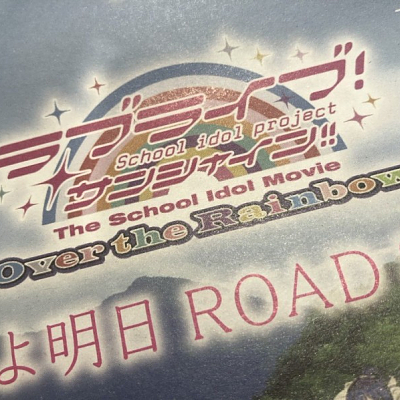 ラブライブ!
School idol project
サンシャイン!!
The School Idol Movie
Over the Rainbow
よ明日 ROAD